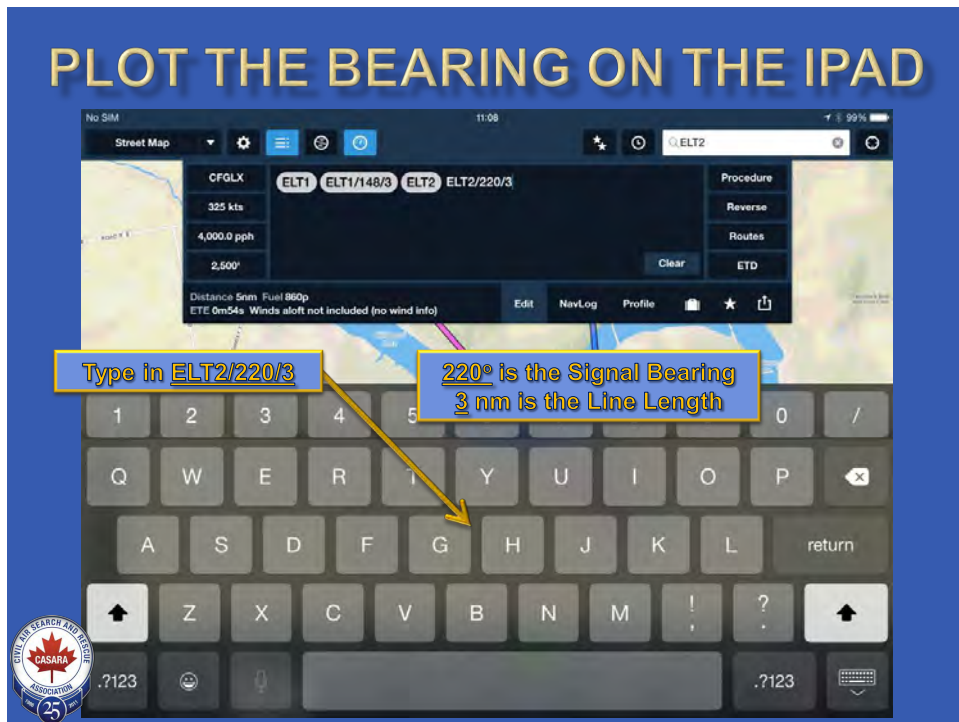 PLOT THE BEARING ON THE IPAD
No SIM 11:08 99%
Street Map ELT2
CFGLX ELT1 ELT1/148/3 ELT2 ELT2/220/3 Procedure
325 kts Reverse
4,000.0 pph Routes
2,500' Clear ETD
Distance 5nm Fuel 860p
ETE 0m54s Winds aloft not included (no wind info) Edit NavLog Profile
Type in ELT2/220/3
220° is the Signal Bearing
3 nm is the Line Length
1 2 3 4 5 0 /
Q W E R T Y U I O P
A S D F G H J K L return
Z X C V B N M ! , ? .
.?123 .?123
CIVIL AIR SEARCH AND RESCUE
CASARA
ASSOCIATION
25